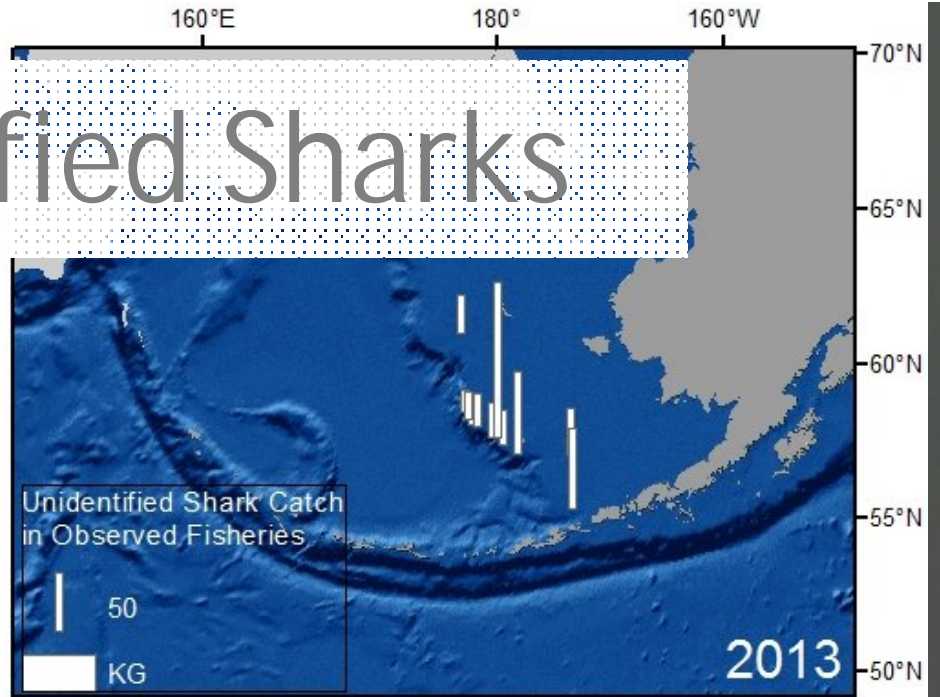 160°E 180° 160°W
70°N
fied Sharks
65°N
60°N
55°N
Unidentified Shark Catch
in Observed Fisheries
50
KG
2013
50°N